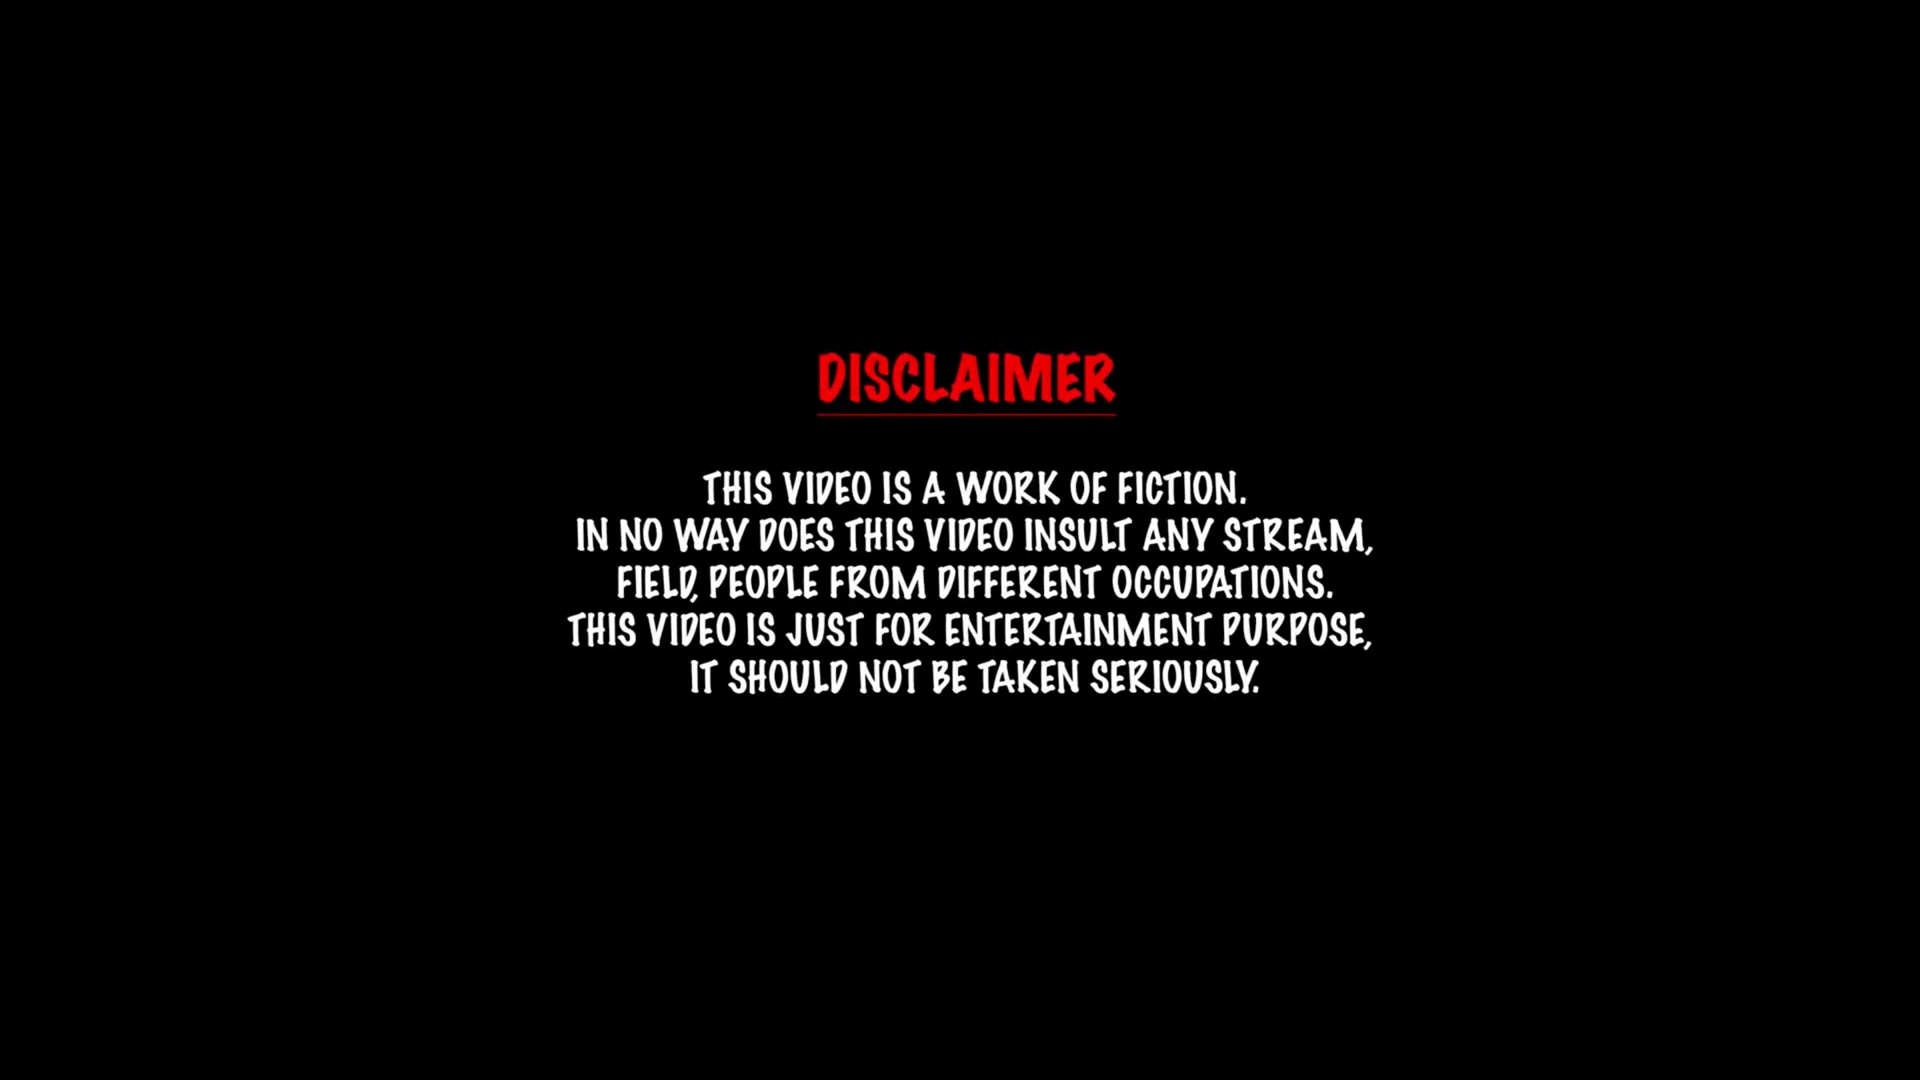 DISCLAIMER
THIS VIDEO IS A WORK OF FICTION.
IN NO WAY DOES THIS VIDEO INSULT ANY STREAM,
FIELD, PEOPLE FROM DIFFERENT OCCUPATIONS.
THIS VIDEO IS JUST FOR ENTERTAINMENT PURPOSE,
IT SHOULD NOT BE TAKEN SERIOUSLY.